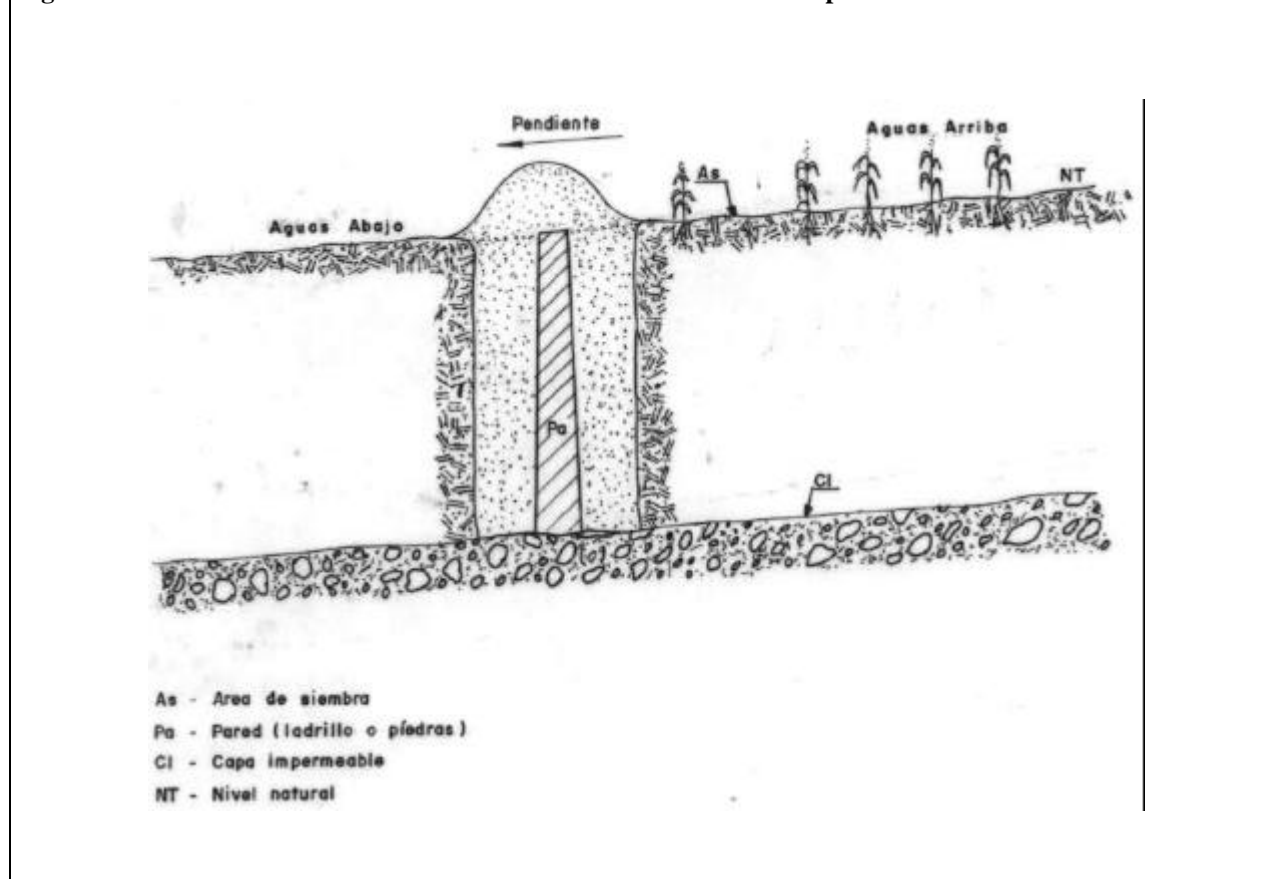 Pendiente
Aguas Arriba
As
NT
Aguas Abajo
Pa
CI
As - Area de siembra
Pa - Pared (ladrillo o piedras)
CI - Capa impermeable
NT - Nivel natural